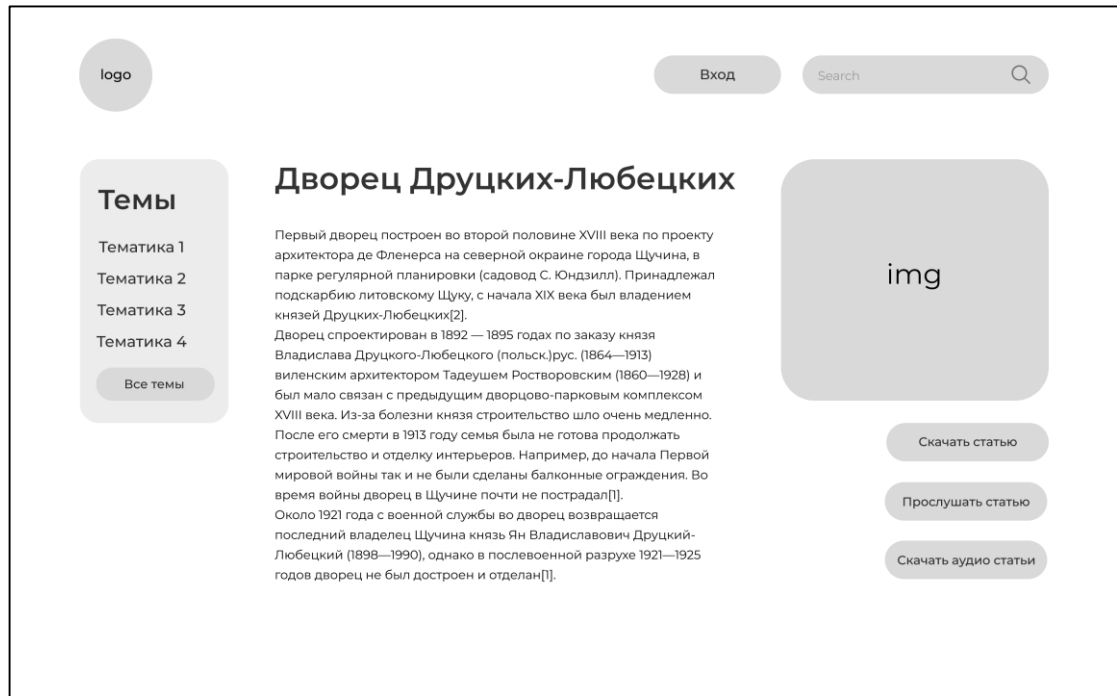 logo
Вход
Search
Темы
Тематика 1
Тематика 2
Тематика 3
Тематика 4
Все темы
Дворец Друцких-Любецких
Первый дворец построен во второй половине XVIII века по проекту
архитектора де Фленерса на северной окраине города Щучина, в
парке регулярной планировки (садовод С. Юндзилл). Принадлежал
подскарбию литовскому Щуку, с начала XIX века был владением
князей Друцких-Любецких[2].
Дворец спроектирован в 1892 — 1895 годах по заказу князя
Владислава Друцкого-Любецкого (польск.)рус. (1864—1913)
виленским архитектором Тадеушем Ростворовским (1860—1928) и
был мало связан с предыдущим дворцово-парковым комплексом
XVIII века. Из-за болезни князя строительство шло очень медленно.
После его смерти в 1913 году семья была не готова продолжать
строительство и отделку интерьеров. Например, до начала Первой
мировой войны так и не были сделаны балконные ограждения. Во
время войны дворец в Щучине почти не пострадал[1].
Около 1921 года с военной службы во дворец возвращается
последний владелец Щучина князь Ян Владиславович Друцкий-
Любецкий (1898—1990), однако в послевоенной разрухе 1921—1925
годов дворец не был достроен и отделан[1].
img
Скачать статью
Прослушать статью
Скачать аудио статьи